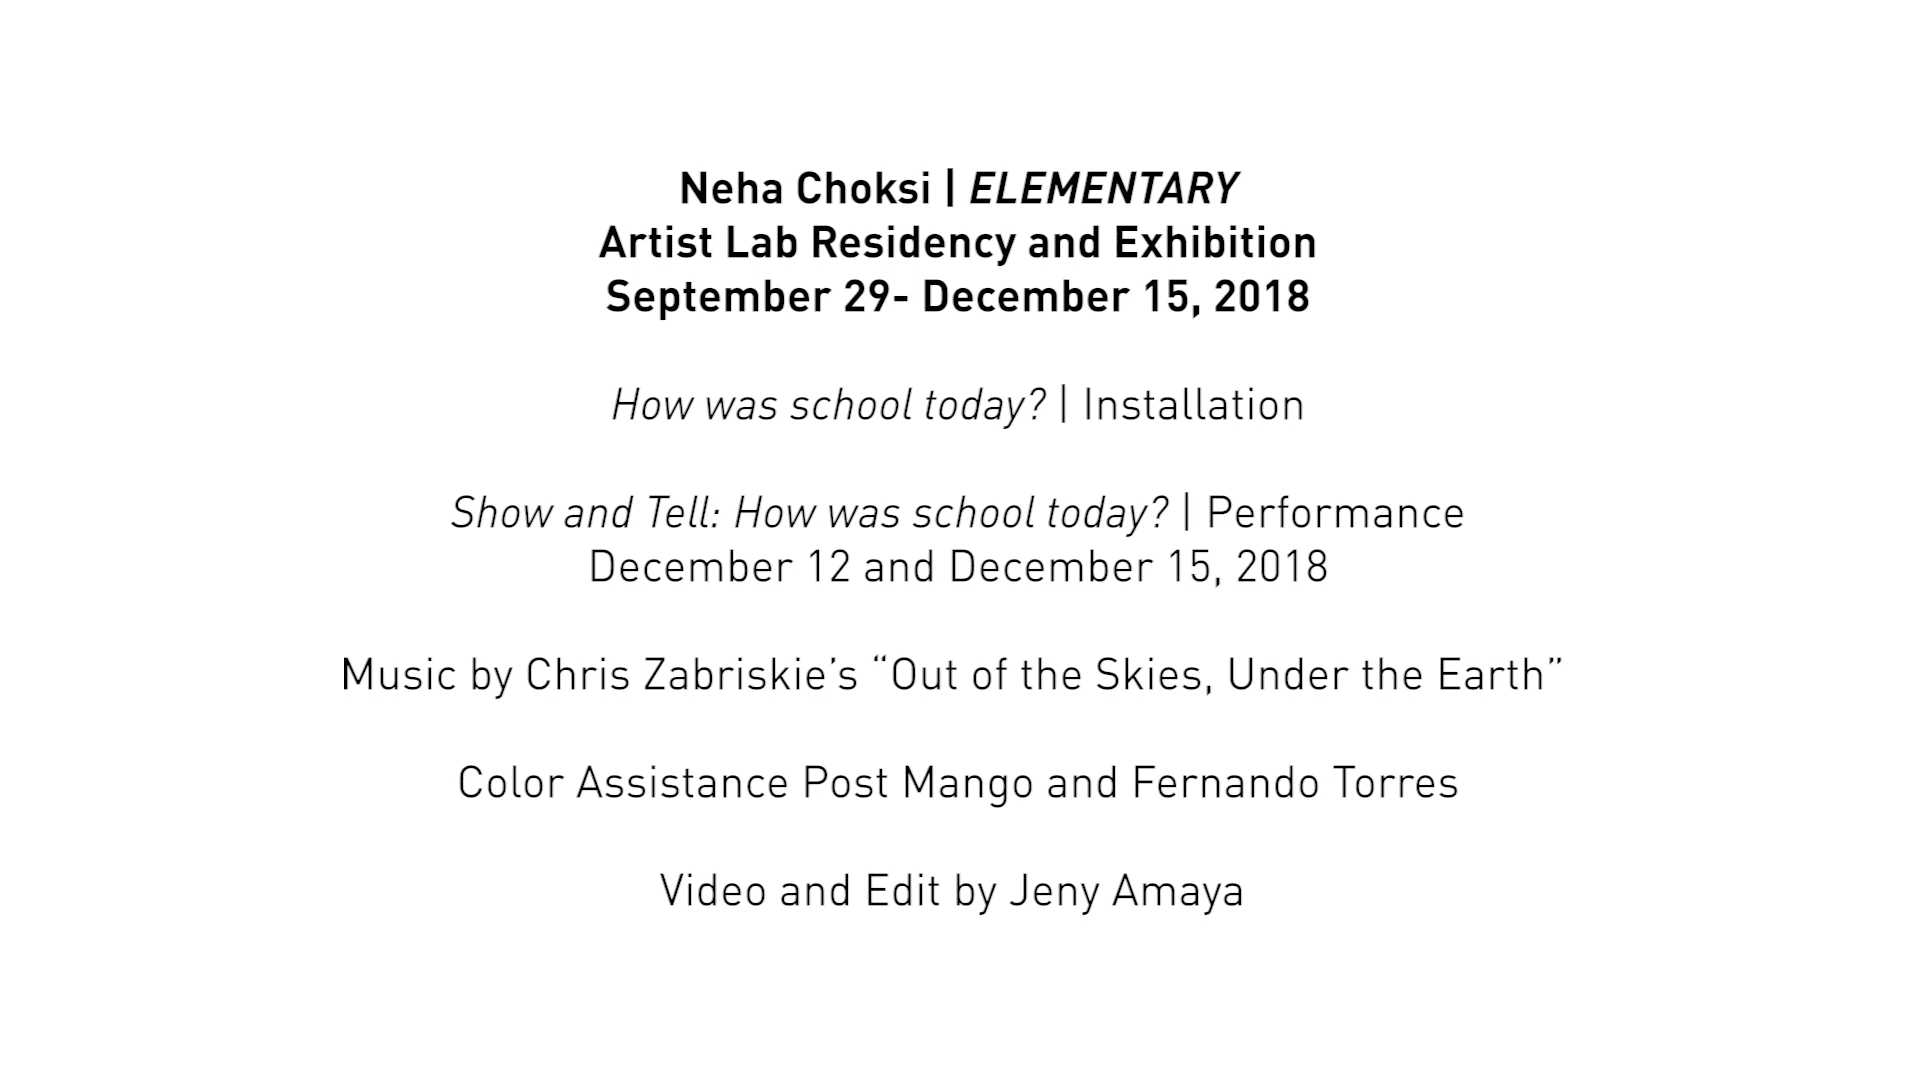 Neha Choksi | ELEMENTARY
Artist Lab Residency and Exhibition
September 29- December 15, 2018
How was school today? | Installation
Show and Tell: How was school today? | Performance
December 12 and December 15, 2018
Music by Chris Zabriskie’s “Out of the Skies, Under the Earth”
Color Assistance Post Mango and Fernando Torres
Video and Edit by Jeny Amaya